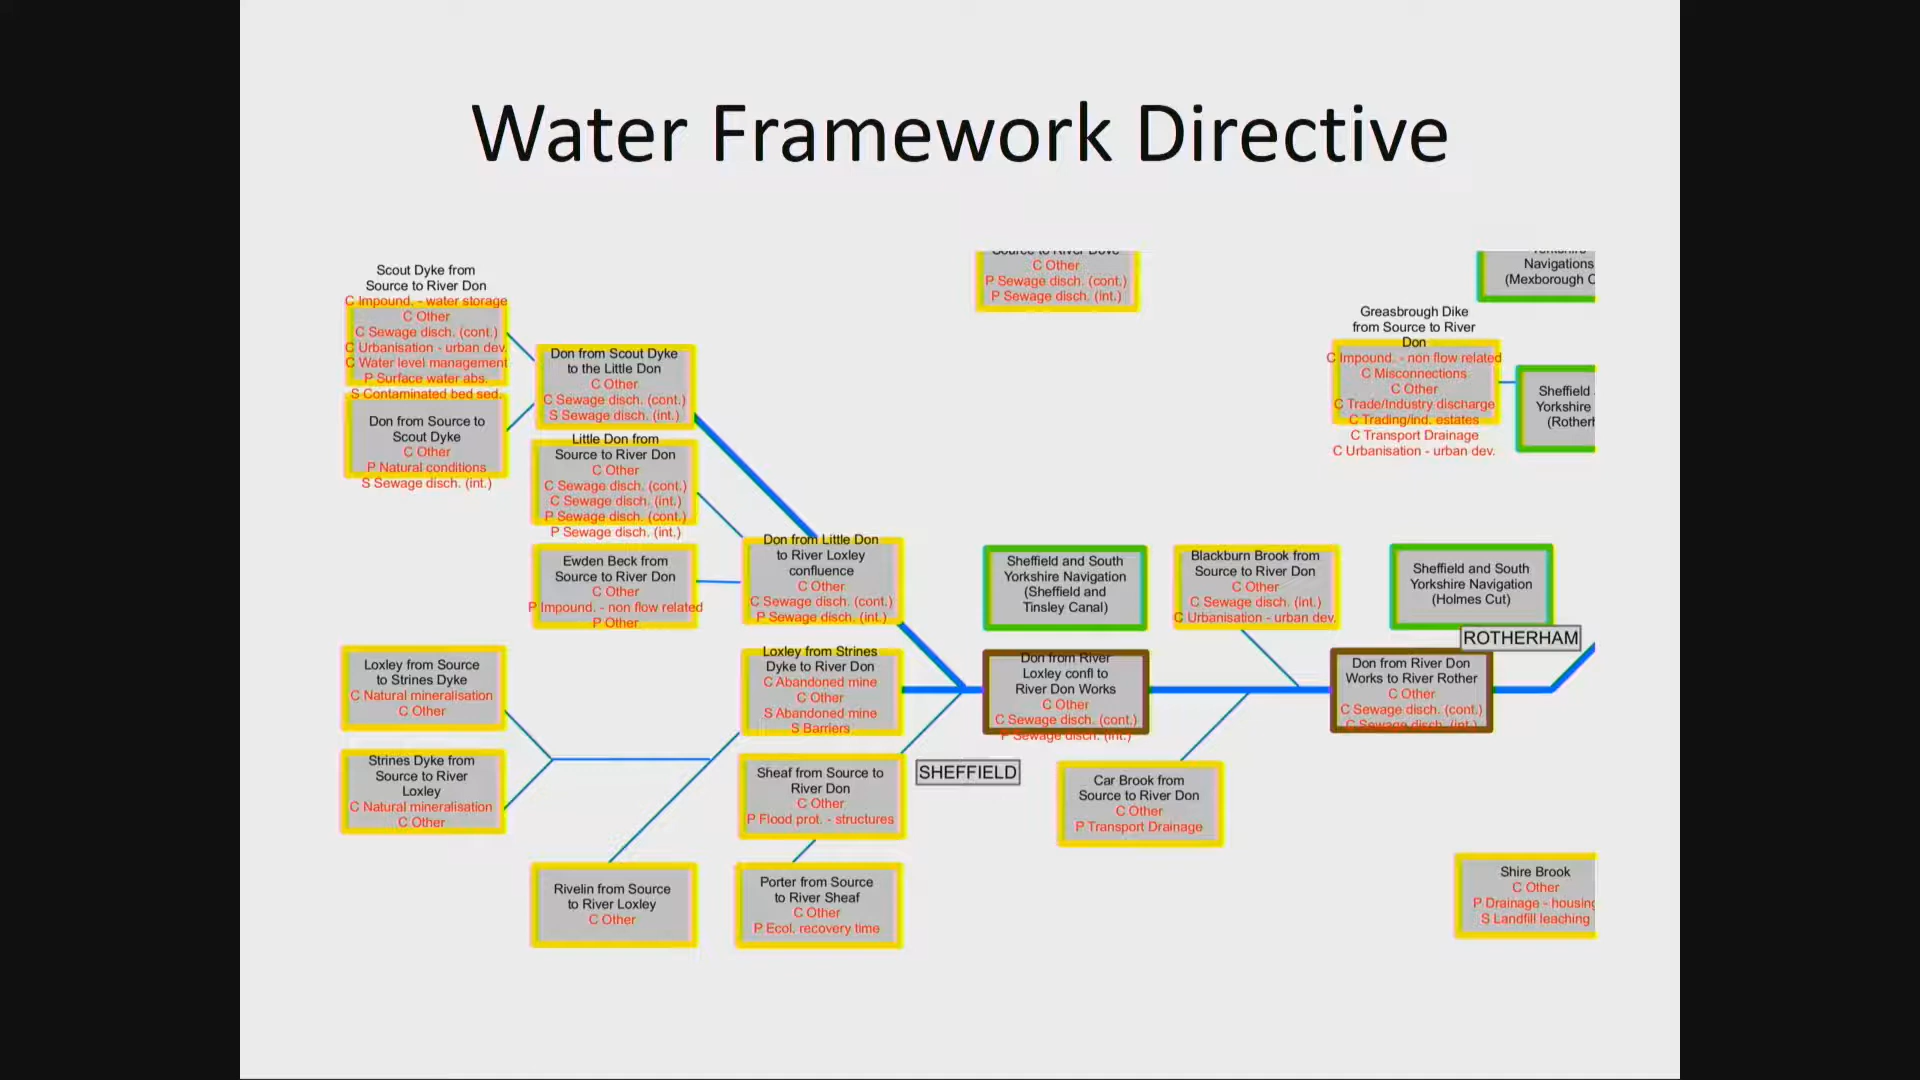 Water Framework Directive
Scout Dyke from
Source to River Don
C Impound. - water storage
C Other
C Sewage disch. (cont.)
C Urbanisation - urban dev.
C Water level management
P Surface water abs.
S Contaminated bed sed.
Don from Source to
Scout Dyke
C Other
P Natural conditions
S Sewage disch. (int.)
Don from Scout Dyke
to the Little Don
C Other
C Sewage disch. (cont.)
S Sewage disch. (int.)
Little Don from
Source to River Don
C Other
C Sewage disch. (cont.)
C Sewage disch. (int.)
P Sewage disch. (cont.)
P Sewage disch. (int.)
Ewden Beck from
Source to River Don
C Other
P Impound. - non flow related
P Other
Source to River Dove
C Other
P Sewage disch. (cont.)
P Sewage disch. (int.)
Yorkshire
Navigations
(Mexborough C
Greasbrough Dike
from Source to River
Don
C Impound. - non flow related
C Misconnections
C Other
C Trade/Industry discharge
C Trading/ind. estates
C Transport Drainage
C Urbanisation - urban dev.
Sheffield
Yorkshire
(Rother
Don from Little Don
to River Loxley
confluence
C Other
C Sewage disch. (cont.)
P Sewage disch. (int.)
Sheffield and South
Yorkshire Navigation
(Sheffield and
Tinsley Canal)
Blackburn Brook from
Source to River Don
C Other
C Sewage disch. (int.)
C Urbanisation - urban dev.
Sheffield and South
Yorkshire Navigation
(Holmes Cut)
ROTHERHAM
Loxley from Source
to Strines Dyke
C Natural mineralisation
C Other
Loxley from Strines
Dyke to River Don
C Abandoned mine
C Other
S Abandoned mine
S Barriers
Don from River
Loxley confl to
River Don Works
C Other
C Sewage disch. (cont.)
P Sewage disch. (int.)
Don from River Don
Works to River Rother
C Other
C Sewage disch. (cont.)
C Sewage disch. (int.)
Strines Dyke from
Source to River
Loxley
C Natural mineralisation
C Other
Sheaf from Source to
River Don
C Other
P Flood prot. - structures
SHEFFIELD
Car Brook from
Source to River Don
C Other
P Transport Drainage
Rivelin from Source
to River Loxley
C Other
Porter from Source
to River Sheaf
C Other
P Ecol. recovery time
Shire Brook
C Other
P Drainage - housing
S Landfill leaching